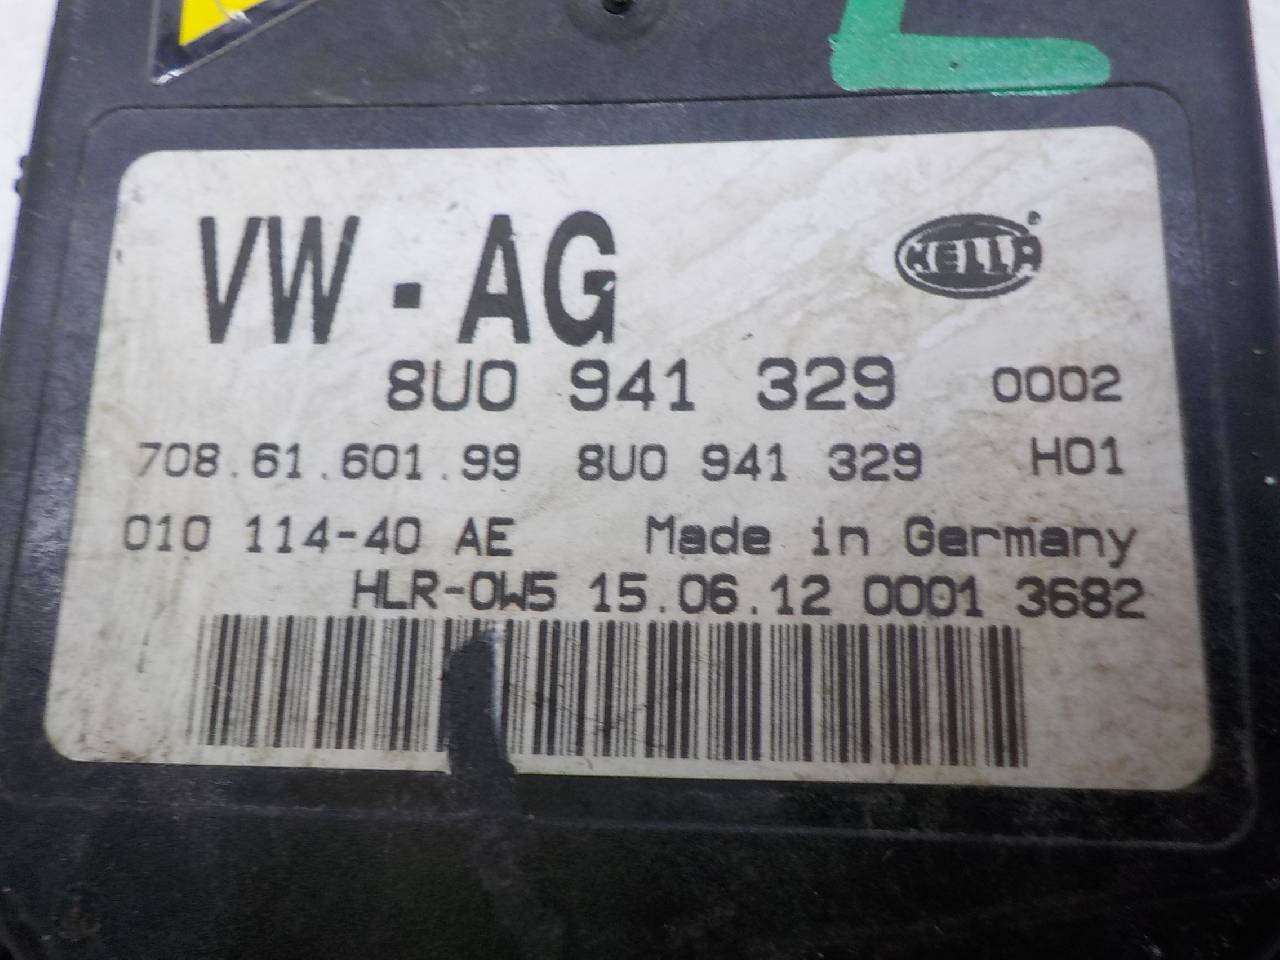 VW - AG
HELLA®
8U0 941 329 0002
708.61.601.99 8U0 941 329 H01
010 114-40 AE Made in Germany
HLR-0W5 15.06.12 0001 3682